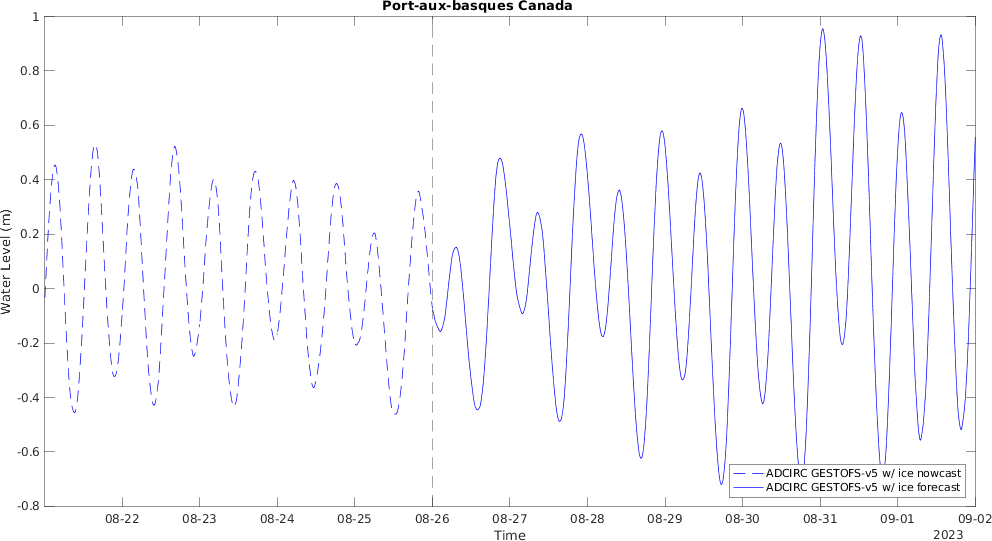 Port-aux-basques Canada
1
0.8
0.6
0.4
0.2
0
-0.2
-0.4
-0.6
-0.8
Water Level (m)
ADCIRC GESTOFS-v5 w/ ice nowcast
ADCIRC GESTOFS-v5 w/ ice forecast
08-22 08-23 08-24 08-25 08-26 08-27 08-28 08-29 08-30 08-31 09-01 09-02
Time
2023